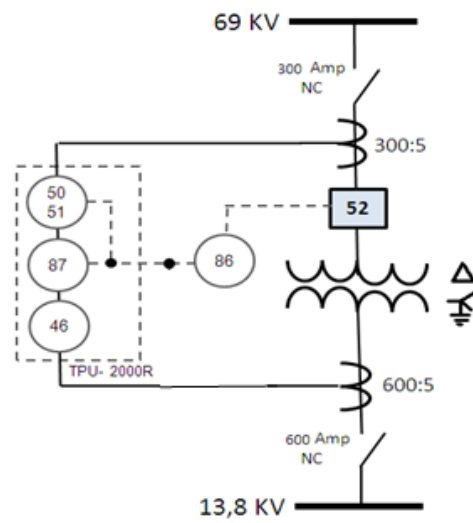 69 KV
300 Amp
NC
300:5
50
51
52
87
86
46
TPU- 2000R
600:5
600 Amp
NC
13,8 KV